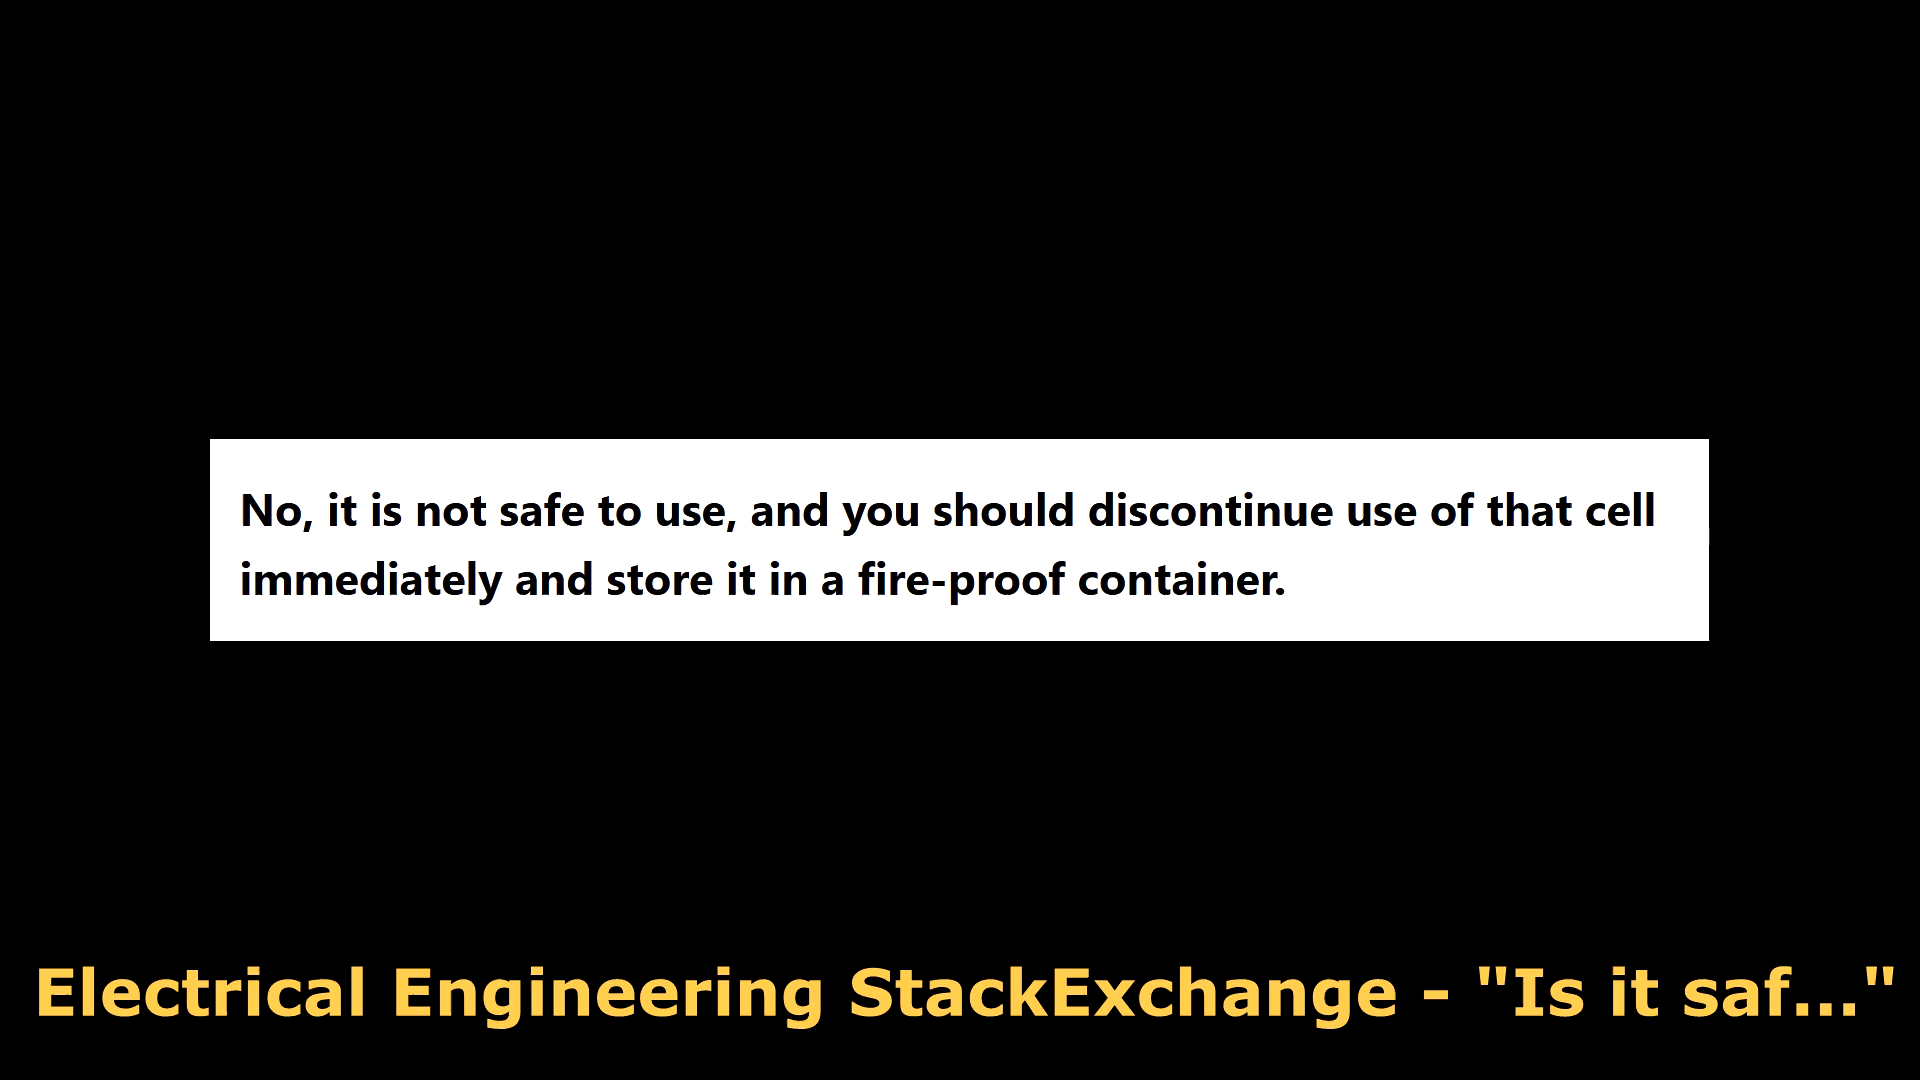 No, it is not safe to use, and you should discontinue use of that cell
immediately and store it in a fire-proof container.
Electrical Engineering StackExchange - "Is it saf..."